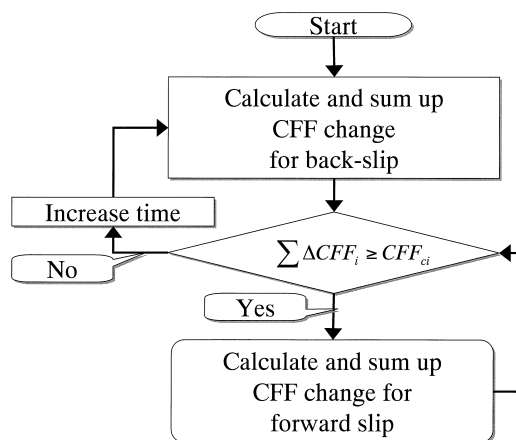 Start
Calculate and sum up
CFF change
for back-slip
Increase time
∑ ΔCFFᵢ ≥ CFF_ci
No
Yes
Calculate and sum up
CFF change for
forward slip